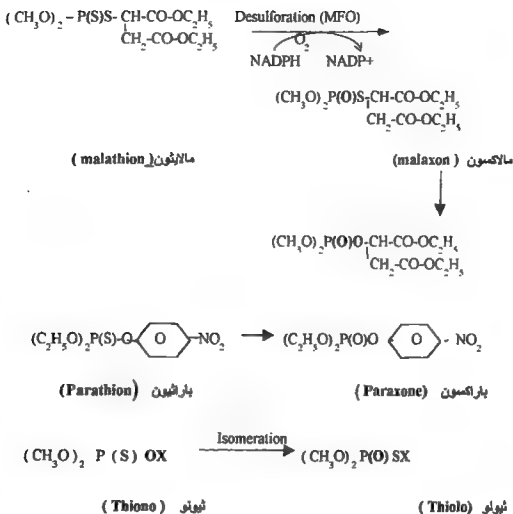 (CH₃O)₂ – P(S)S– CH–CO–OC₂H₅
CH₂–CO–OC₂H₅
Desulforation (MFO)
O₂
NADPH NADP+
(CH₃O)₂P(O)S–CH–CO–OC₂H₅
CH₂–CO–OC₂H₅
( malathion )مالاثيون
(malaxon ) مالاكسون
(CH₃O)₂P(O)O–CH–CO–OC₂H₅
CH₂–CO–OC₂H₅
(C₂H₅O)₂P(S)–O O NO₂
(C₂H₅O)₂P(O)O O - NO₂
(Parathion) باراثيون
( Paraxone) باراكسون
(CH₃O)₂ P (S) OX
Isomeration
(CH₃O)₂ P(O) SX
( Thiono ) ثيونو
( Thiolo) ثيولو